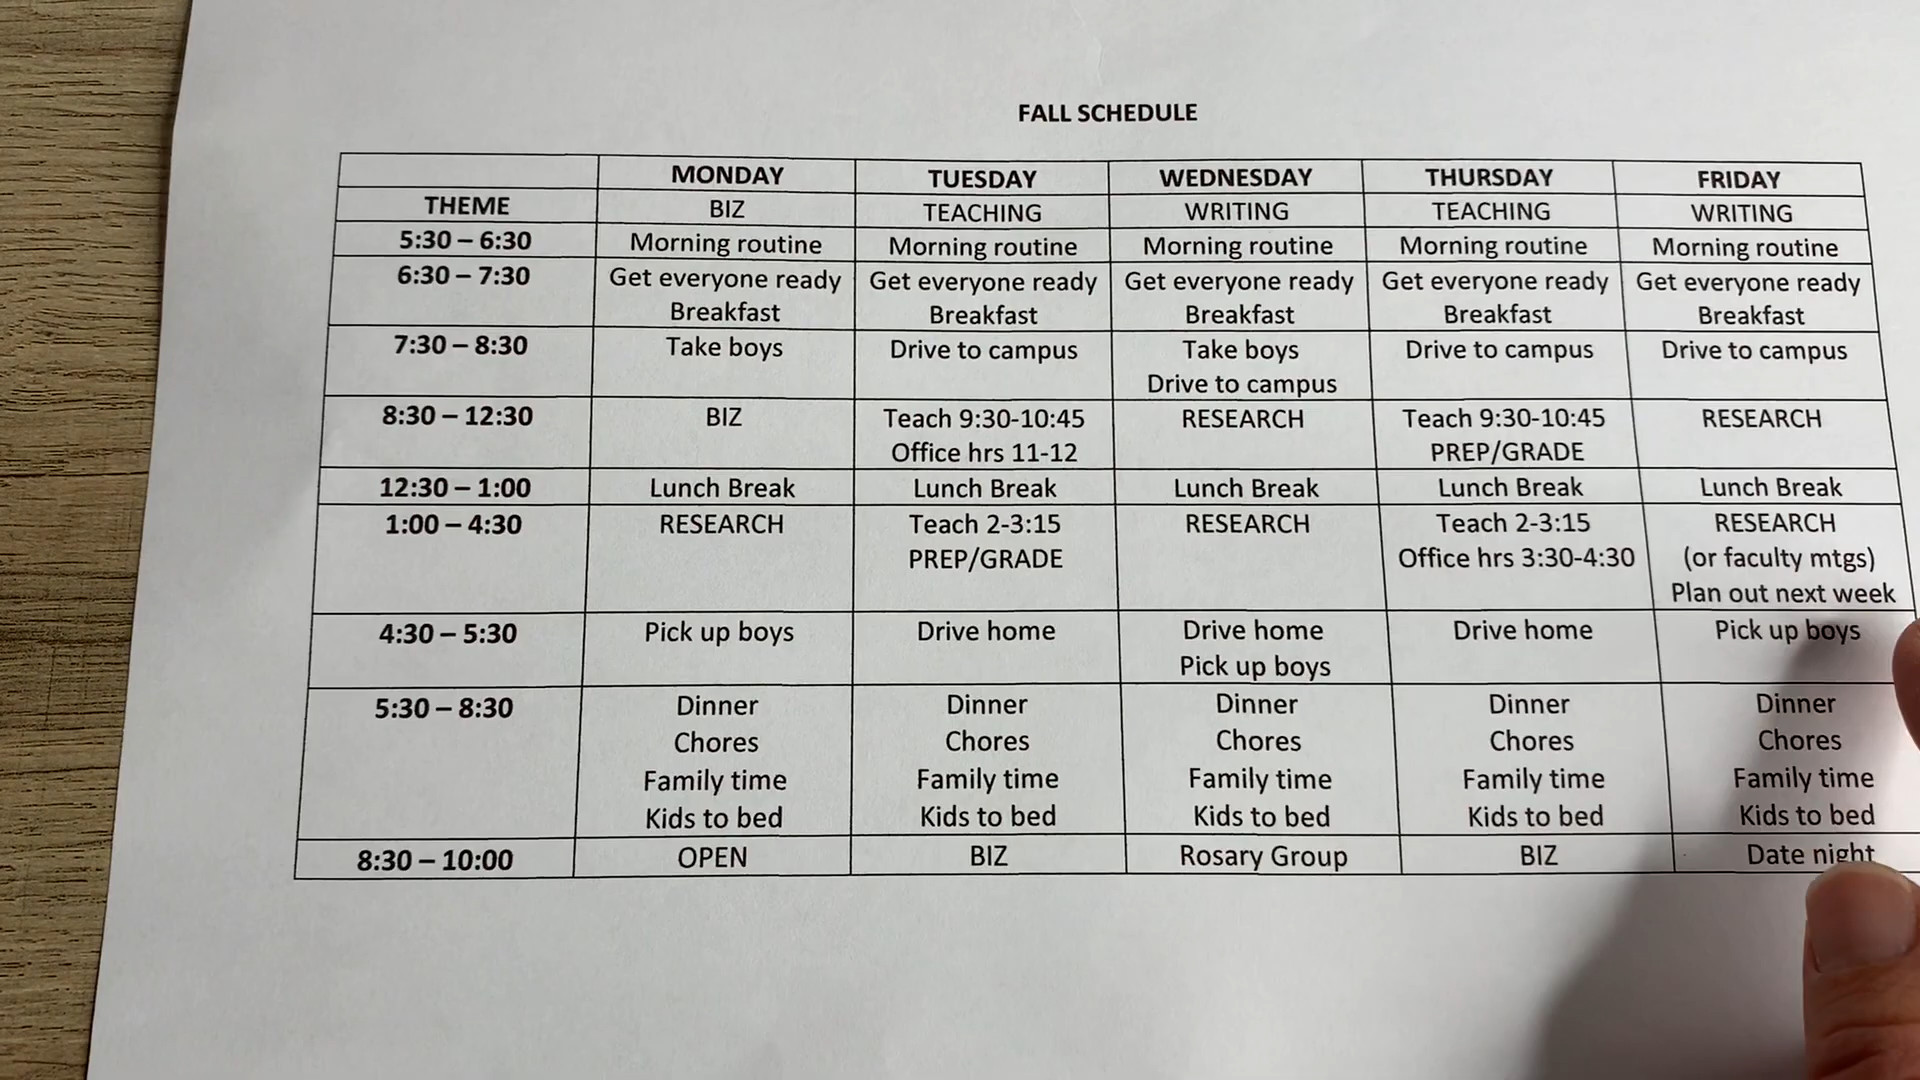 FALL SCHEDULE
MONDAY TUESDAY WEDNESDAY THURSDAY FRIDAY
THEME BIZ TEACHING WRITING TEACHING WRITING
5:30 – 6:30 Morning routine Morning routine Morning routine Morning routine Morning routine
6:30 – 7:30 Get everyone ready Get everyone ready Get everyone ready Get everyone ready Get everyone ready
Breakfast Breakfast Breakfast Breakfast Breakfast
7:30 – 8:30 Take boys Drive to campus Take boys Drive to campus Drive to campus
Drive to campus
8:30 – 12:30 BIZ Teach 9:30-10:45 RESEARCH Teach 9:30-10:45 RESEARCH
Office hrs 11-12 PREP/GRADE
12:30 – 1:00 Lunch Break Lunch Break Lunch Break Lunch Break Lunch Break
1:00 – 4:30 RESEARCH Teach 2-3:15 RESEARCH Teach 2-3:15 RESEARCH
PREP/GRADE Office hrs 3:30-4:30 (or faculty mtgs)
Plan out next week
4:30 – 5:30 Pick up boys Drive home Drive home Drive home Pick up boys
Pick up boys
5:30 – 8:30 Dinner Dinner Dinner Dinner Dinner
Chores Chores Chores Chores Chores
Family time Family time Family time Family time Family time
Kids to bed Kids to bed Kids to bed Kids to bed Kids to bed
8:30 – 10:00 OPEN BIZ Rosary Group BIZ Date night